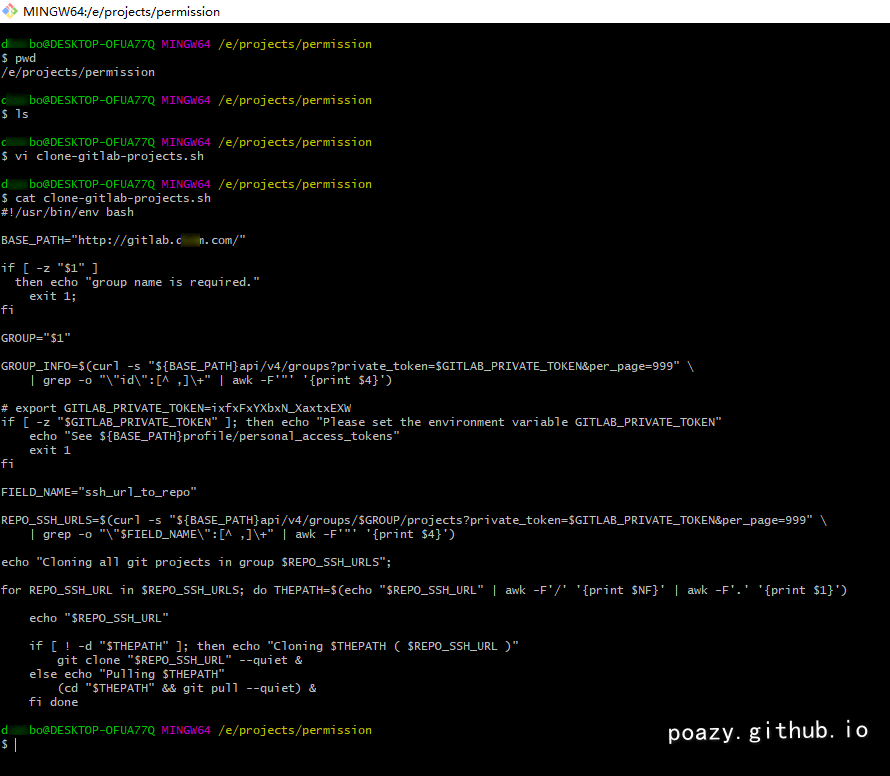 MINGW64:/e/projects/permission
bo@DESKTOP-OFUA77Q MINGW64 /e/projects/permission
$ pwd
/e/projects/permission
bo@DESKTOP-OFUA77Q MINGW64 /e/projects/permission
$ ls
bo@DESKTOP-OFUA77Q MINGW64 /e/projects/permission
$ vi clone-gitlab-projects.sh
bo@DESKTOP-OFUA77Q MINGW64 /e/projects/permission
$ cat clone-gitlab-projects.sh
#!/usr/bin/env bash
BASE_PATH="http://gitlab.d m.com/"
if [ -z "$1" ]
then echo "group name is required."
exit 1;
fi
GROUP="$1"
GROUP_INFO=$(curl -s "${BASE_PATH}api/v4/groups?private_token=$GITLAB_PRIVATE_TOKEN&per_page=999" \
| grep -o "\"id\":[^ ,]\+" | awk -F'"' '{print $4}')
# export GITLAB_PRIVATE_TOKEN=ixfxFxYXbxN_XaxtxEXW
if [ -z "$GITLAB_PRIVATE_TOKEN" ]; then echo "Please set the environment variable GITLAB_PRIVATE_TOKEN"
echo "See ${BASE_PATH}profile/personal_access_tokens"
exit 1
fi
FIELD_NAME="ssh_url_to_repo"
REPO_SSH_URLS=$(curl -s "${BASE_PATH}api/v4/groups/$GROUP/projects?private_token=$GITLAB_PRIVATE_TOKEN&per_page=999" \
| grep -o "\"$FIELD_NAME\":[^ ,]\+" | awk -F'"' '{print $4}')
echo "Cloning all git projects in group $REPO_SSH_URLS";
for REPO_SSH_URL in $REPO_SSH_URLS; do THEPATH=$(echo "$REPO_SSH_URL" | awk -F'/' '{print $NF}' | awk -F'.' '{print $1}')
echo "$REPO_SSH_URL"
if [ ! -d "$THEPATH" ]; then echo "Cloning $THEPATH ( $REPO_SSH_URL )"
git clone "$REPO_SSH_URL" --quiet &
else echo "Pulling $THEPATH"
(cd "$THEPATH" && git pull --quiet) &
fi done
bo@DESKTOP-OFUA77Q MINGW64 /e/projects/permission
$
poazy.github.io